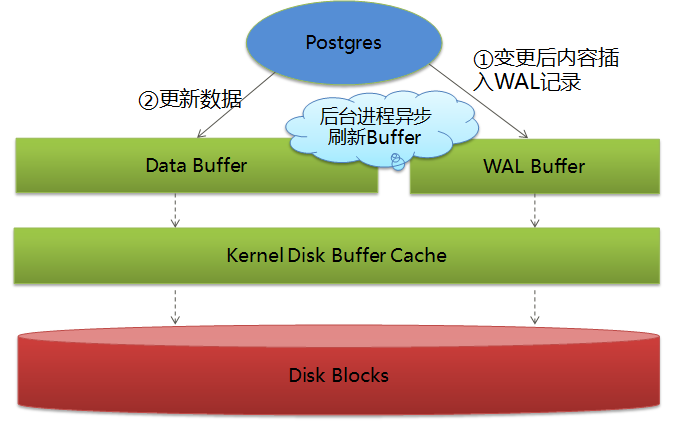 Postgres
①变更后内容插
入WAL记录
②更新数据
后台进程异步
刷新Buffer
Data Buffer
WAL Buffer
Kernel Disk Buffer Cache
Disk Blocks